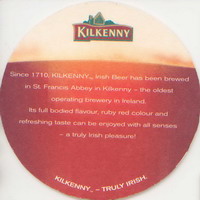 KILKENNY
Since 1710, KILKENNY™, Irish Beer has been brewed
in St. Francis Abbey in Kilkenny – the oldest
operating brewery in Ireland.
Its full bodied flavour, ruby red colour and
refreshing taste can be enjoyed with all senses
– a truly Irish pleasure!
KILKENNY™ – TRULY IRISH.